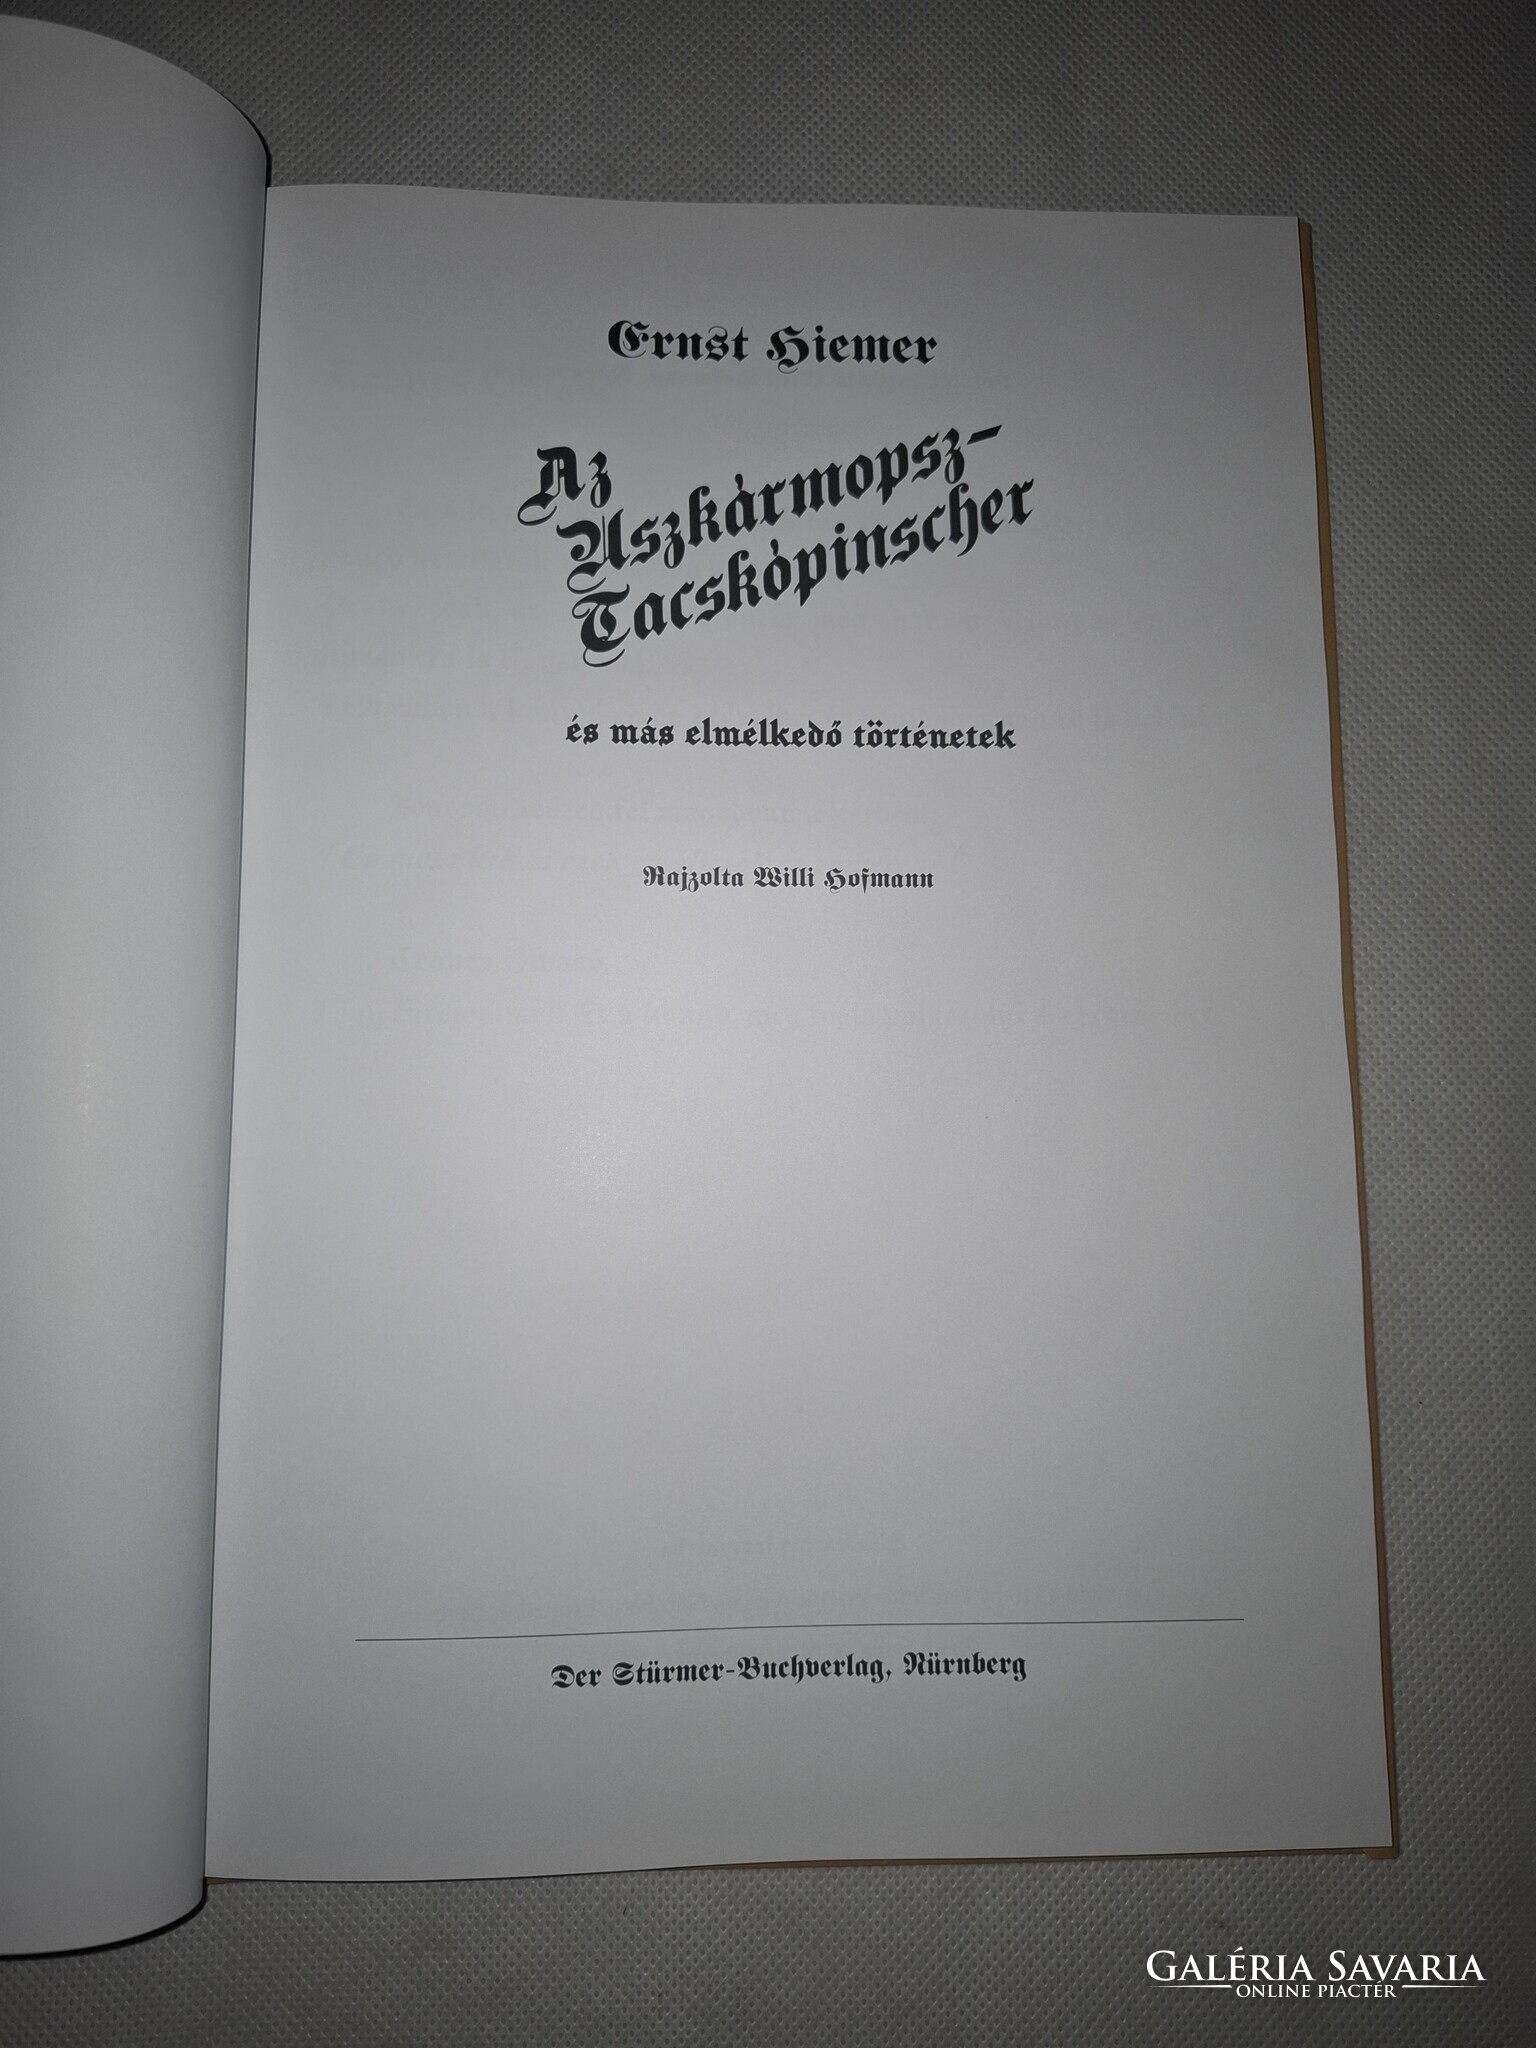 Ernst Hiemer
Az
Uszkármopsz-
Tacskópinscher
és más elmélkedő történetek
Rajzolta Willi Hofmann
Der Stürmer-Buchverlag, Nürnberg
GALÉRIA SAVARIA
ONLINE PIACTÉR